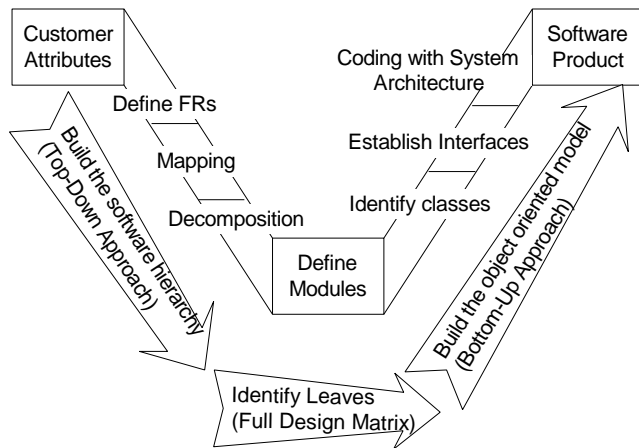 Customer
Attributes
Define FRs
Mapping
Decomposition
Define
Modules
Identify classes
Establish Interfaces
Coding with System
Architecture
Software
Product
Build the software hierarchy
(Top-Down Approach)
Identify Leaves
(Full Design Matrix)
Build the object oriented model
(Bottom-Up Approach)